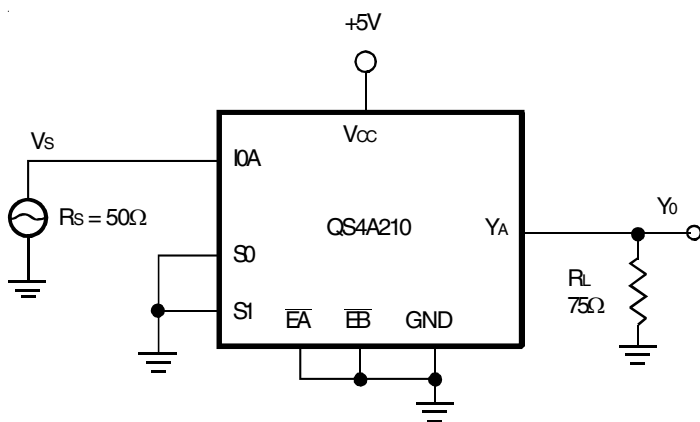 +5V
VS
VCC
I0A
RS = 50Ω
QS4A210
YA
Y0
S0
S1
RL
75Ω
EA
EB
GND